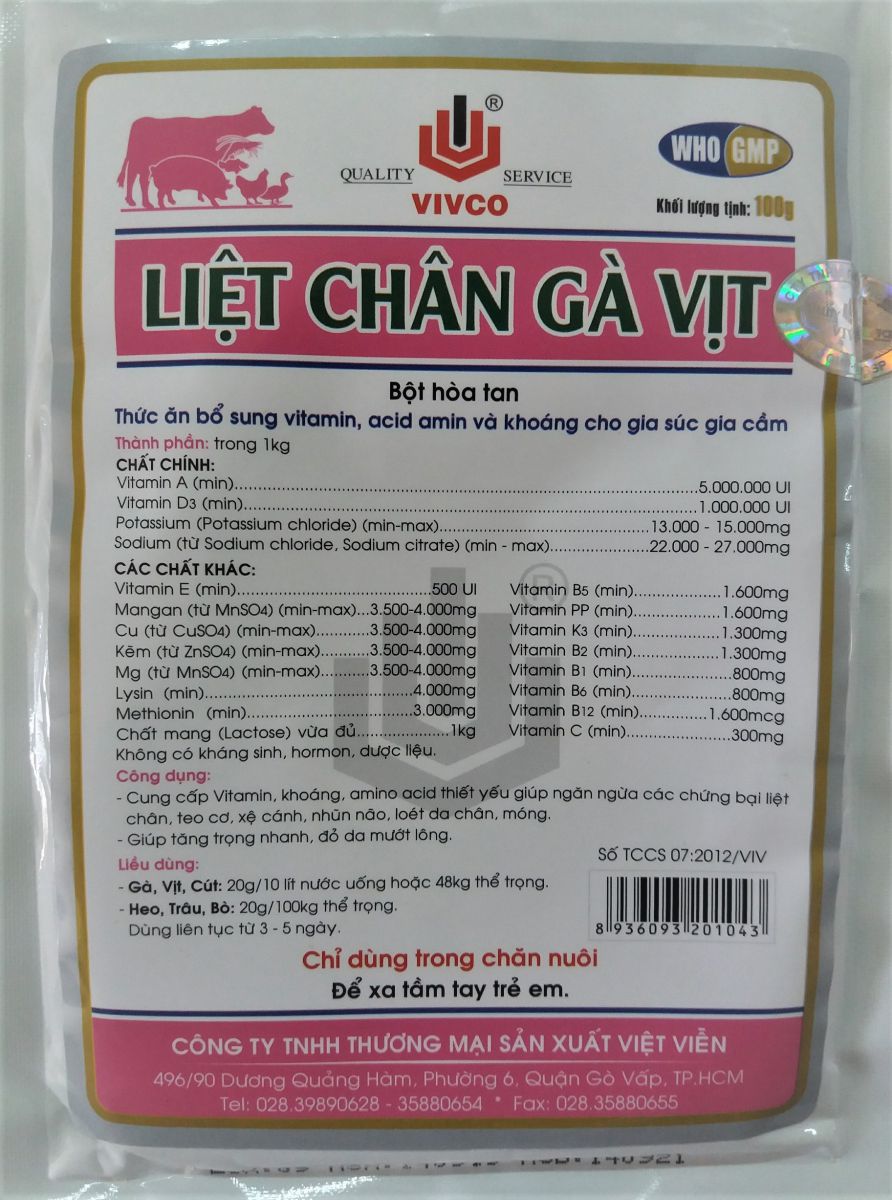 QUALITY ® SERVICE
VIVCO
WHO GMP
Khối lượng tịnh: 100g
LIỆT CHÂN GÀ VỊT
Bột hòa tan
Thức ăn bổ sung vitamin, acid amin và khoáng cho gia súc gia cầm
Thành phần: trong 1kg
CHẤT CHÍNH:
Vitamin A (min)...5.000.000 UI
Vitamin D3 (min)...1.000.000 UI
Potassium (Potassium chloride) (min-max)...13.000 - 15.000mg
Sodium (từ Sodium chloride, Sodium citrate) (min - max)...22.000 - 27.000mg
CÁC CHẤT KHÁC:
Vitamin E (min)...500 UI
Mangan (từ MnSO4) (min-max)...3.500-4.000mg
Cu (từ CuSO4) (min-max)...3.500-4.000mg
Kẽm (từ ZnSO4) (min-max)...3.500-4.000mg
Mg (từ MnSO4) (min-max)...3.500-4.000mg
Lysin (min)...4.000mg
Methionin (min)...3.000mg
Chất mang (Lactose) vừa đủ...1kg
Không có kháng sinh, hormon, dược liệu.
Vitamin B5 (min)...1.600mg
Vitamin PP (min)...1.600mg
Vitamin K3 (min)...1.300mg
Vitamin B2 (min)...1.300mg
Vitamin B1 (min)...800mg
Vitamin B6 (min)...800mg
Vitamin B12 (min)...1.600mcg
Vitamin C (min)...300mg
Công dụng:
- Cung cấp Vitamin, khoáng, amino acid thiết yếu giúp ngăn ngừa các chứng bại liệt
chân, teo cơ, xệ cánh, nhũn não, loét da chân, móng.
- Giúp tăng trọng nhanh, đỏ da mướt lông.
Số TCCS 07:2012/VIV
Liều dùng:
- Gà, Vịt, Cút: 20g/10 lít nước uống hoặc 48kg thể trọng.
- Heo, Trâu, Bò: 20g/100kg thể trọng.
Dùng liên tục từ 3 - 5 ngày.
8 936093 201043
Chỉ dùng trong chăn nuôi
Để xa tầm tay trẻ em.
CÔNG TY TNHH THƯƠNG MẠI SẢN XUẤT VIỆT VIỄN
496/90 Dương Quảng Hàm, Phường 6, Quận Gò Vấp, TP.HCM
Tel: 028.39890628 - 35880654 * Fax: 028.35880655